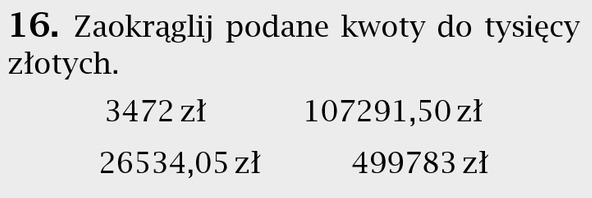 16. Zaokrąglij podane kwoty do tysięcy
złotych.
3472 zł 107291,50 zł
26534,05 zł 499783 zł